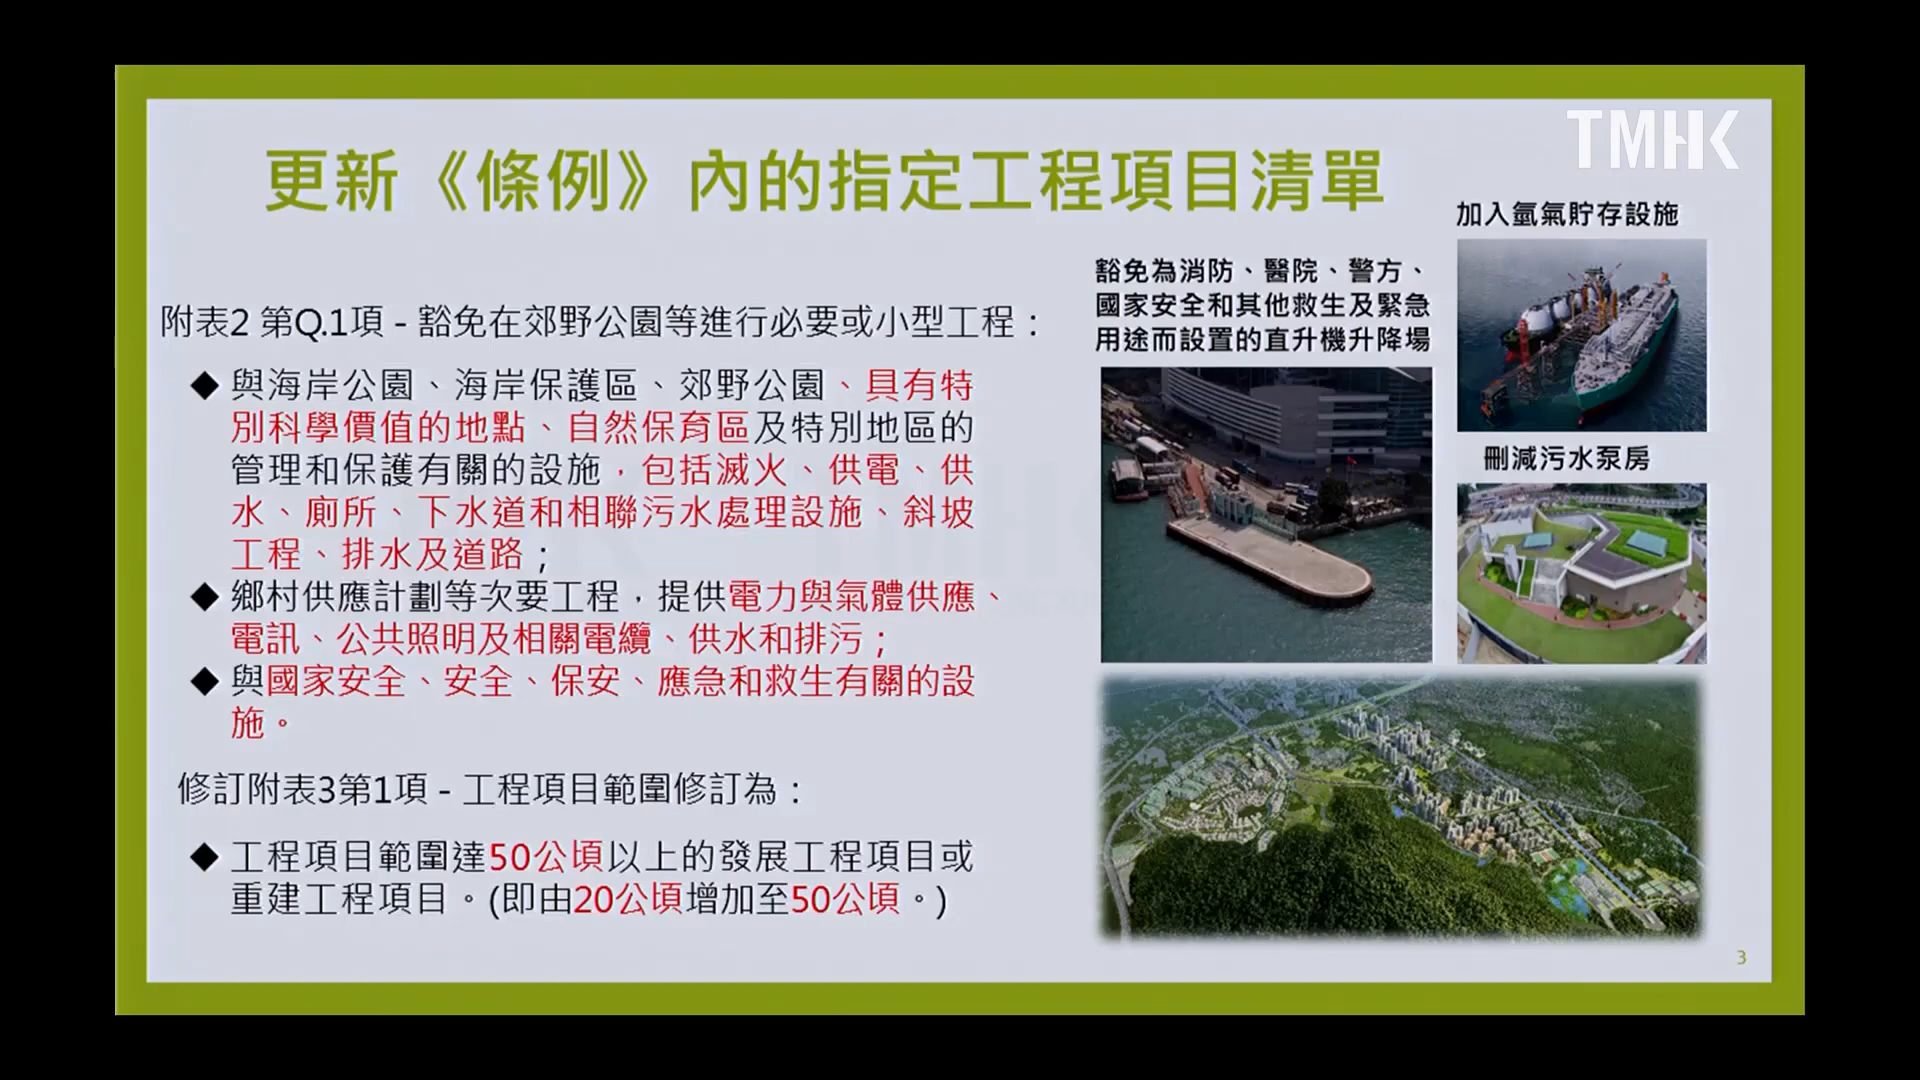 TMHK
更新《條例》內的指定工程項目清單
附表2 第Q.1項 - 豁免在郊野公園等進行必要或小型工程：
◆ 與海岸公園、海岸保護區、郊野公園、具有特
別科學價值的地點、自然保育區及特別地區的
管理和保護有關的設施，包括滅火、供電、供
水、廁所、下水道和相聯污水處理設施、斜坡
工程、排水及道路；
◆ 鄉村供應計劃等次要工程，提供電力與氣體供應、
電訊、公共照明及相關電纜、供水和排污；
◆ 與國家安全、安全、保安、應急和救生有關的設
施。
修訂附表3第1項 - 工程項目範圍修訂為：
◆ 工程項目範圍達50公頃以上的發展工程項目或
重建工程項目。(即由20公頃增加至50公頃。)
豁免為消防、醫院、警方、
國家安全和其他救生及緊急
用途而設置的直升機升降場
加入氫氣貯存設施
刪減污水泵房
3